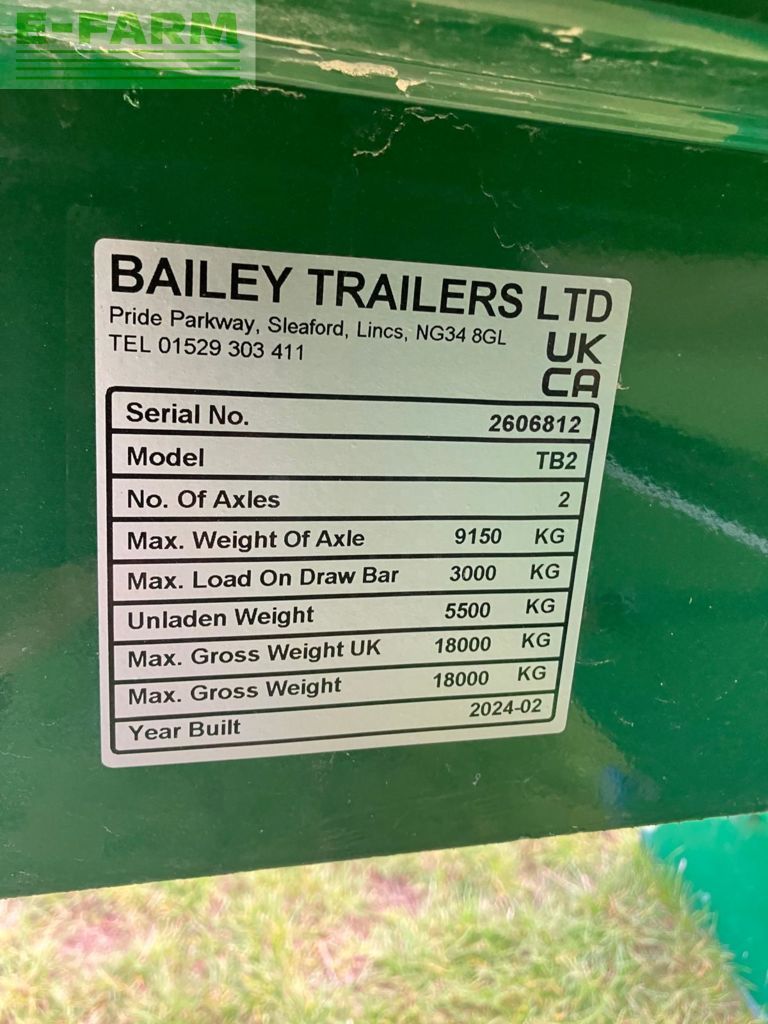 E-FARM
BAILEY TRAILERS LTD
Pride Parkway, Sleaford, Lincs, NG34 8GL
TEL 01529 303 411
UK
CA
Serial No. 2606812
Model TB2
No. Of Axles 2
Max. Weight Of Axle 9150 KG
Max. Load On Draw Bar 3000 KG
Unladen Weight 5500 KG
Max. Gross Weight UK 18000 KG
Max. Gross Weight 18000 KG
Year Built 2024-02